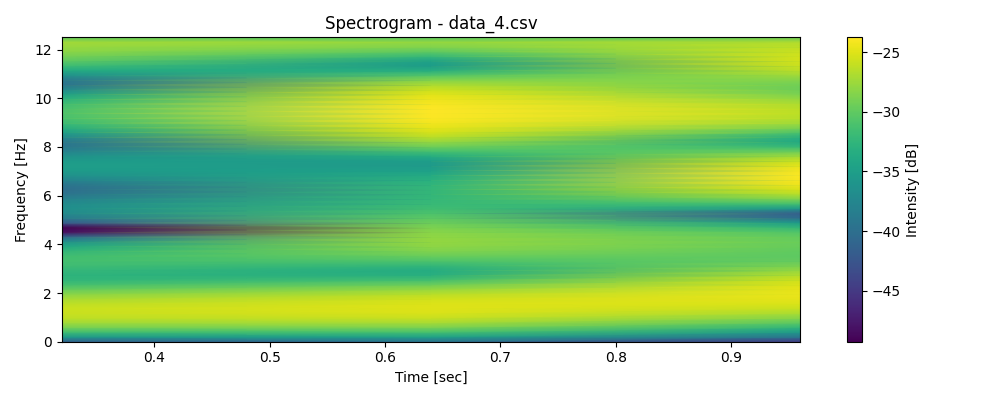 Spectrogram - data_4.csv
12
10
8
6
4
2
0
Frequency [Hz]
0.4 0.5 0.6 0.7 0.8 0.9
Time [sec]
−25
−30
−35
−40
−45
Intensity [dB]